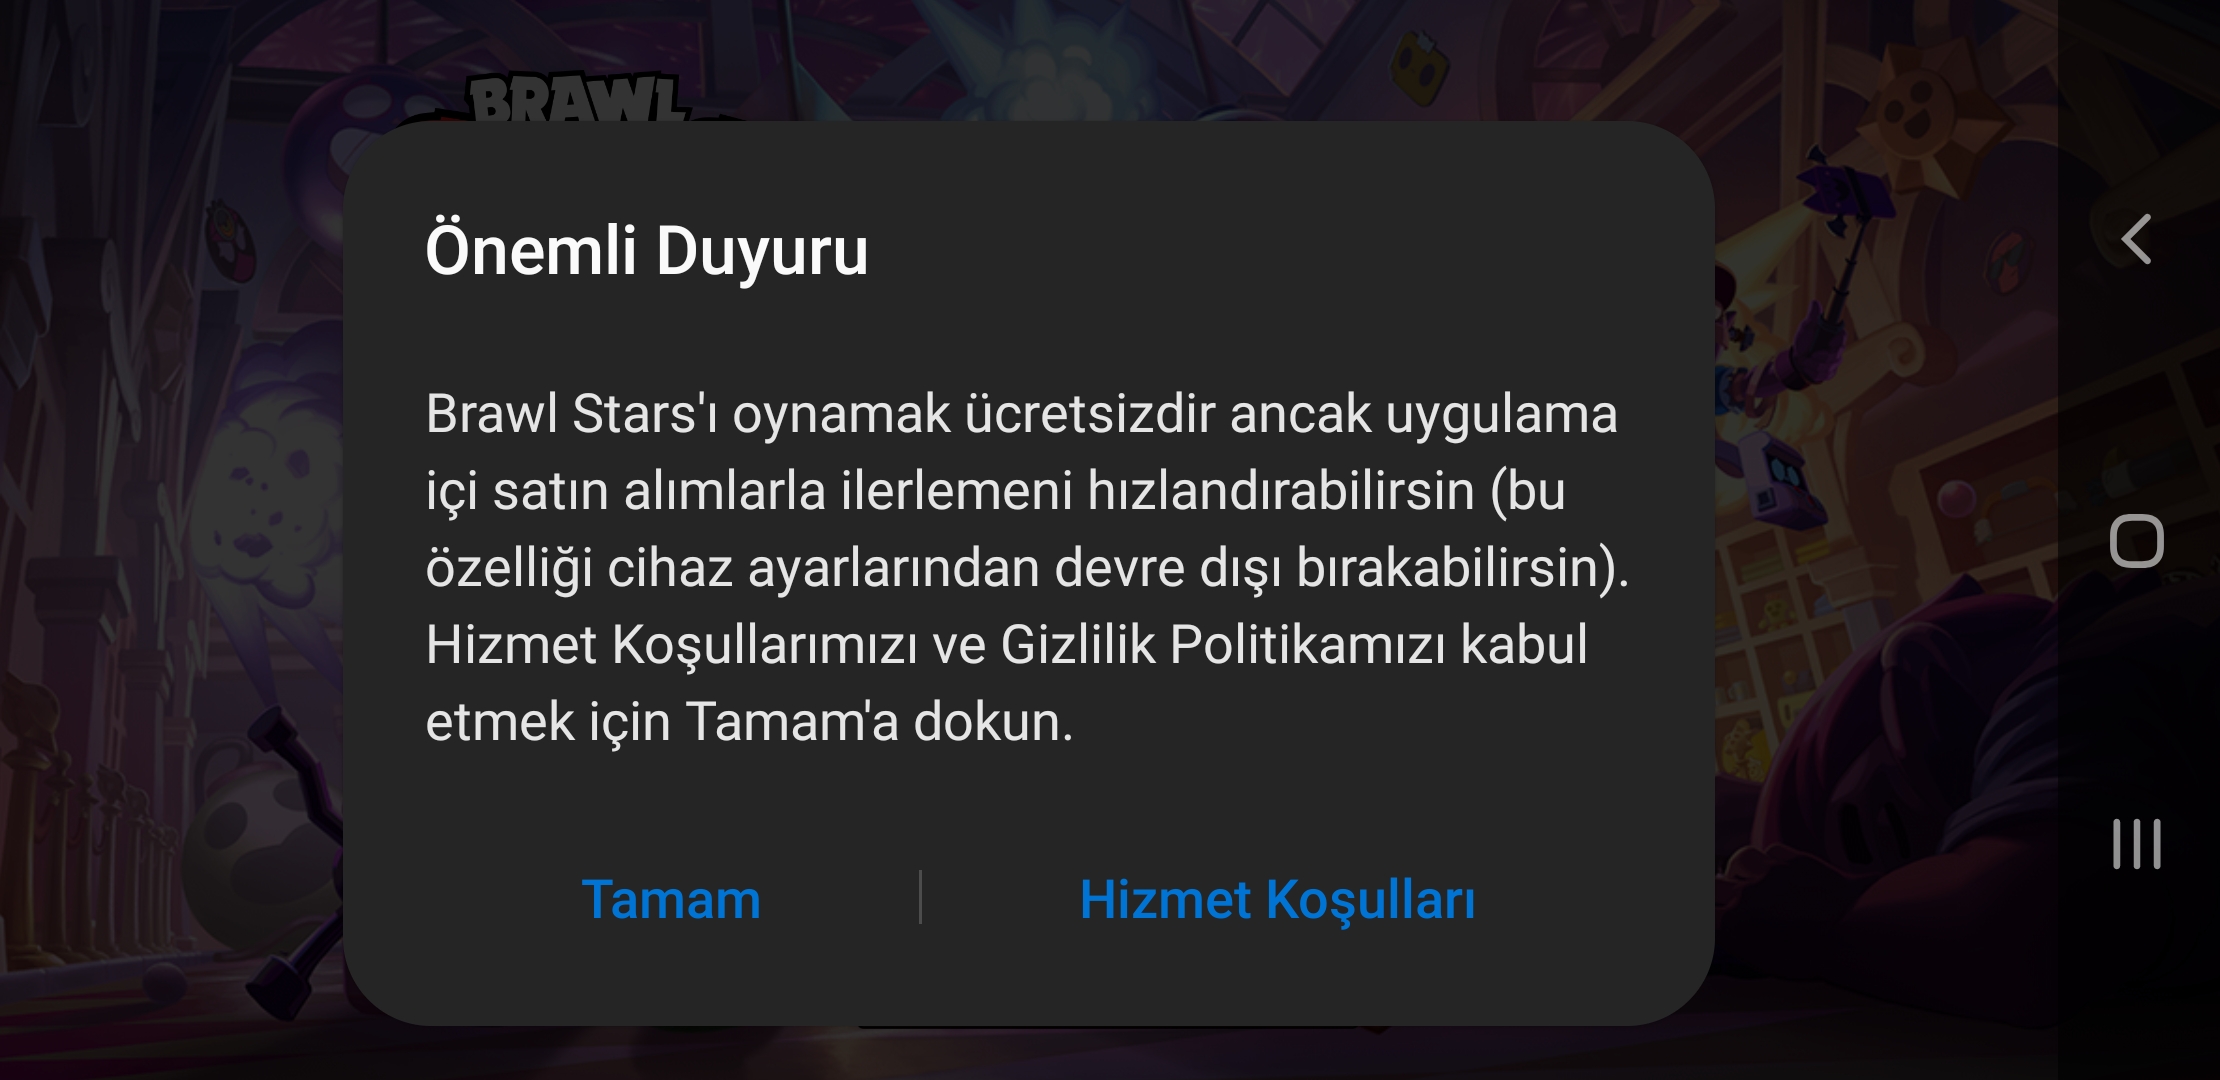 BRAWL
Önemli Duyuru
Brawl Stars'ı oynamak ücretsizdir ancak uygulama
içi satın alımlarla ilerlemeni hızlandırabilirsin (bu
özelliği cihaz ayarlarından devre dışı bırakabilirsin).
Hizmet Koşullarımızı ve Gizlilik Politikamızı kabul
etmek için Tamam'a dokun.
Tamam
Hizmet Koşulları